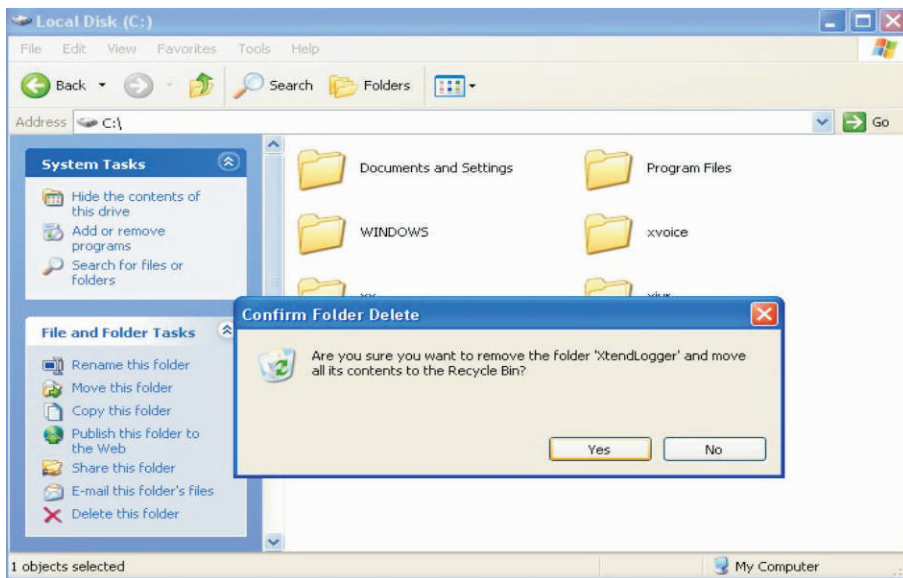 Local Disk (C:)
File Edit View Favorites Tools Help
Back Search Folders
Address C:\ Go
System Tasks
Hide the contents of
this drive
Add or remove
programs
Search for files or
folders
File and Folder Tasks
Rename this folder
Move this folder
Copy this folder
Publish this folder to
the Web
Share this folder
E-mail this folder's files
Delete this folder
Documents and Settings Program Files
WINDOWS xvoice
Confirm Folder Delete
Are you sure you want to remove the folder 'XtendLogger' and move
all its contents to the Recycle Bin?
Yes No
1 objects selected My Computer